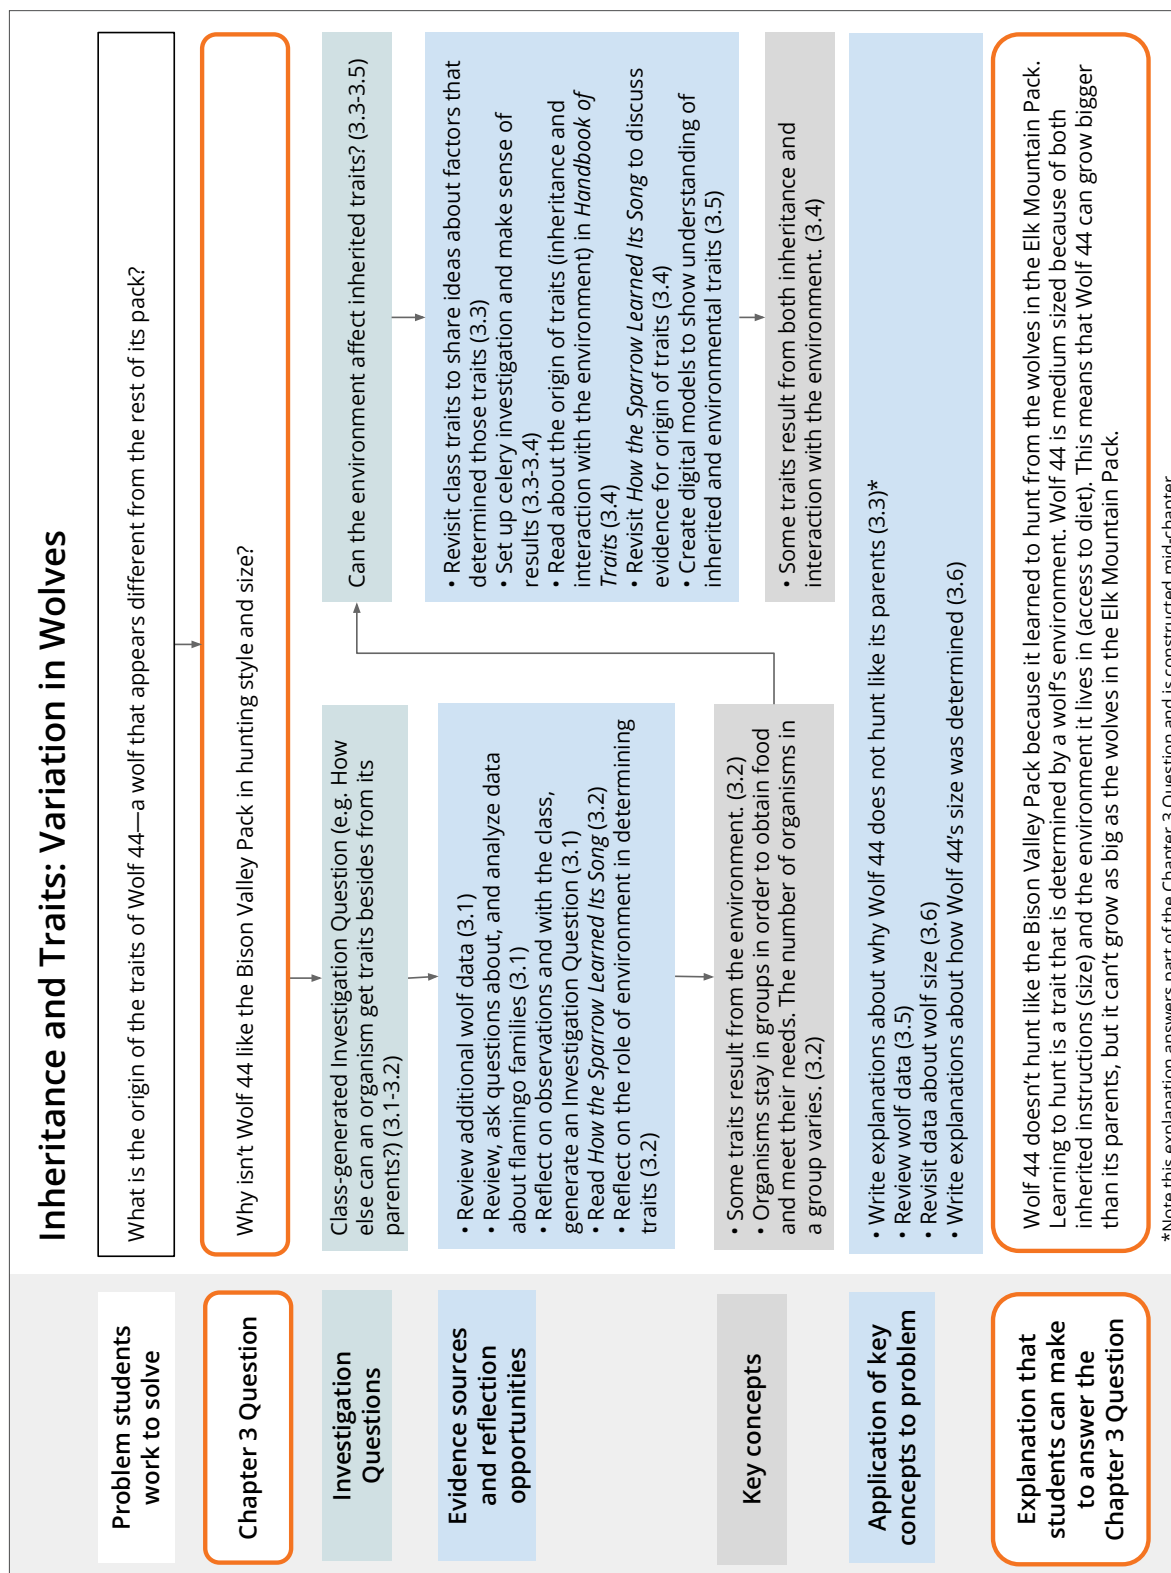 Inheritance and Traits: Variation in Wolves
Problem students
work to solve
What is the origin of the traits of Wolf 44—a wolf that appears different from the rest of its pack?
Chapter 3 Question
Why isn’t Wolf 44 like the Bison Valley Pack in hunting style and size?
Investigation
Questions
Class-generated Investigation Question (e.g. How
else can an organism get traits besides from its
parents?) (3.1-3.2)
Can the environment affect inherited traits? (3.3-3.5)
Evidence sources
and reflection
opportunities
• Review additional wolf data (3.1)
• Review, ask questions about, and analyze data
about flamingo families (3.1)
• Reflect on observations and with the class,
generate an Investigation Question (3.1)
• Read How the Sparrow Learned Its Song (3.2)
• Reflect on the role of environment in determining
traits (3.2)
• Revisit class traits to share ideas about factors that
determined those traits (3.3)
• Set up celery investigation and make sense of
results (3.3-3.4)
• Read about the origin of traits (inheritance and
interaction with the environment) in Handbook of
Traits (3.4)
• Revisit How the Sparrow Learned Its Song to discuss
evidence for origin of traits (3.4)
• Create digital models to show understanding of
inherited and environmental traits (3.5)
Key concepts
• Some traits result from the environment. (3.2)
• Organisms stay in groups in order to obtain food
and meet their needs. The number of organisms in
a group varies. (3.2)
• Some traits result from both inheritance and
interaction with the environment. (3.4)
Application of key
concepts to problem
• Write explanations about why Wolf 44 does not hunt like its parents (3.3)*
• Review wolf data (3.5)
• Revisit data about wolf size (3.6)
• Write explanations about how Wolf 44’s size was determined (3.6)
Explanation that
students can make
to answer the
Chapter 3 Question
Wolf 44 doesn’t hunt like the Bison Valley Pack because it learned to hunt from the wolves in the Elk Mountain Pack.
Learning to hunt is a trait that is determined by a wolf’s environment. Wolf 44 is medium sized because of both
inherited instructions (size) and the environment it lives in (access to diet). This means that Wolf 44 can grow bigger
than its parents, but it can’t grow as big as the wolves in the Elk Mountain Pack.
*Note this explanation answers part of the Chapter 3 Question and is constructed mid-chapter